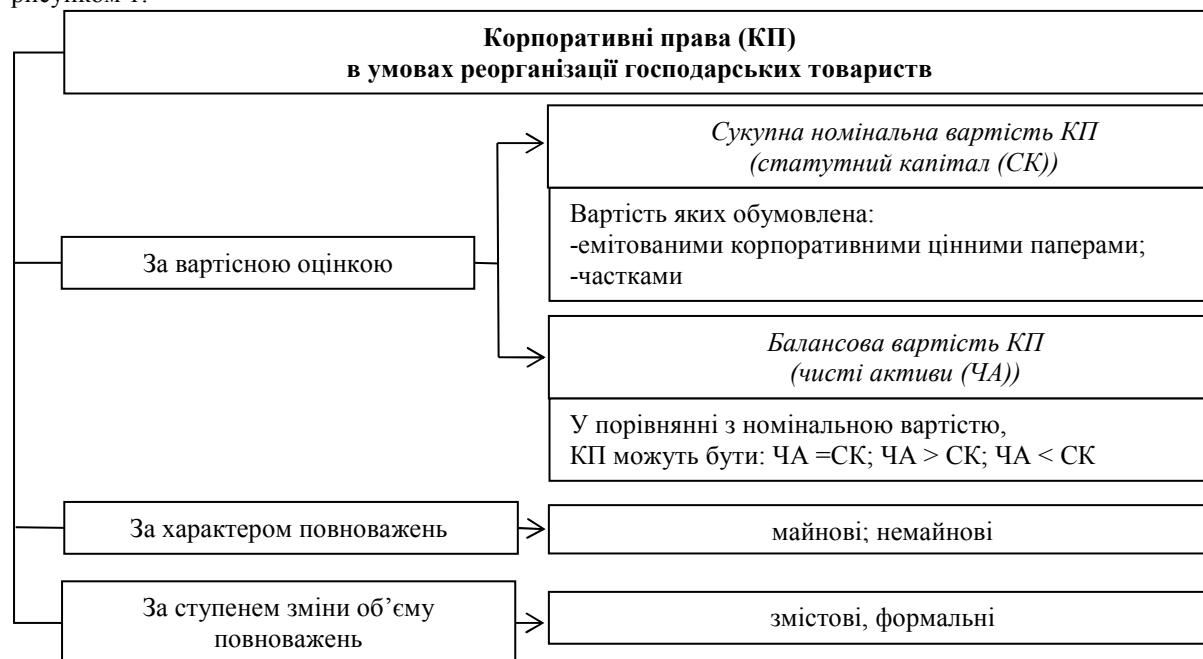 рисунком 1.
Корпоративні права (КП)
в умовах реорганізації господарських товариств
Сукупна номінальна вартість КП
(статутний капітал (СК))
Вартість яких обумовлена:
-емітованими корпоративними цінними паперами;
-частками
За вартісною оцінкою
Балансова вартість КП
(чисті активи (ЧА))
У порівнянні з номінальною вартістю,
КП можуть бути: ЧА =СК; ЧА > СК; ЧА < СК
За характером повноважень
майнові; немайнові
За ступенем зміни об’єму
повноважень
змістові, формальні